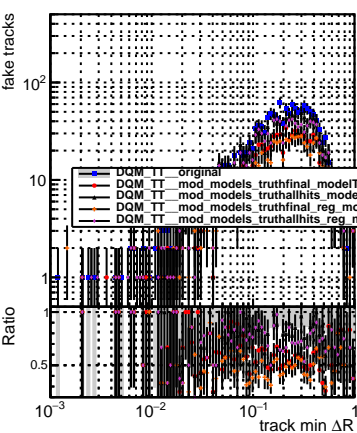 fake tracks
10²
10
1
DQM_TT__original
DQM_TT__mod_models_truthfinal_modelT
DQM_TT__mod_models_truthallhits_mode
DQM_TT__mod_models_truthfinal_reg_mo
DQM_TT__mod_models_truthallhits_reg_m
Ratio
1
0.5
10⁻³ 10⁻² 10⁻¹ 1
track min ΔR